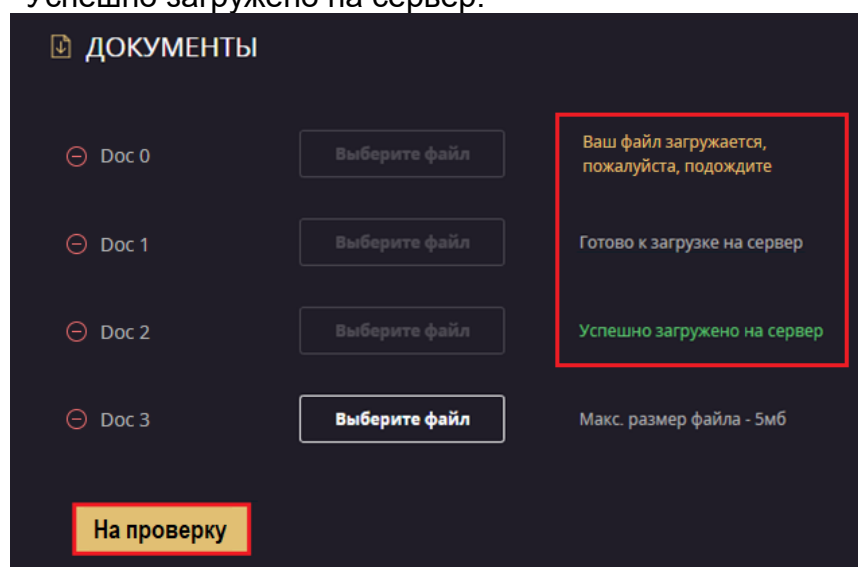 Успешно загружено на сервер.
ДОКУМЕНТЫ
Doc 0
Выберите файл
Ваш файл загружается,
пожалуйста, подождите
Doc 1
Выберите файл
Готово к загрузке на сервер
Doc 2
Выберите файл
Успешно загружено на сервер
Doc 3
Выберите файл
Макс. размер файла - 5мб
На проверку